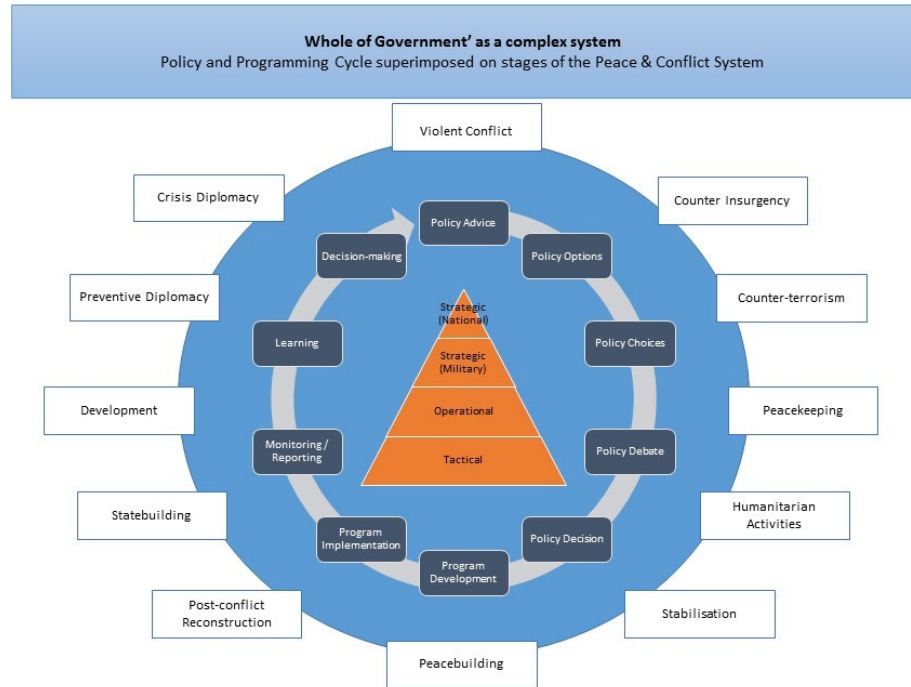 Whole of Government’ as a complex system
Policy and Programming Cycle superimposed on stages of the Peace & Conflict System
Violent Conflict
Crisis Diplomacy
Counter Insurgency
Policy Advice
Decision-making
Policy Options
Preventive Diplomacy
Counter-terrorism
Strategic
(National)
Learning
Policy Choices
Strategic
(Military)
Development
Operational
Peacekeeping
Monitoring /
Reporting
Tactical
Policy Debate
Statebuilding
Humanitarian
Activities
Program
Implementation
Policy Decision
Program
Development
Post-conflict
Reconstruction
Stabilisation
Peacebuilding